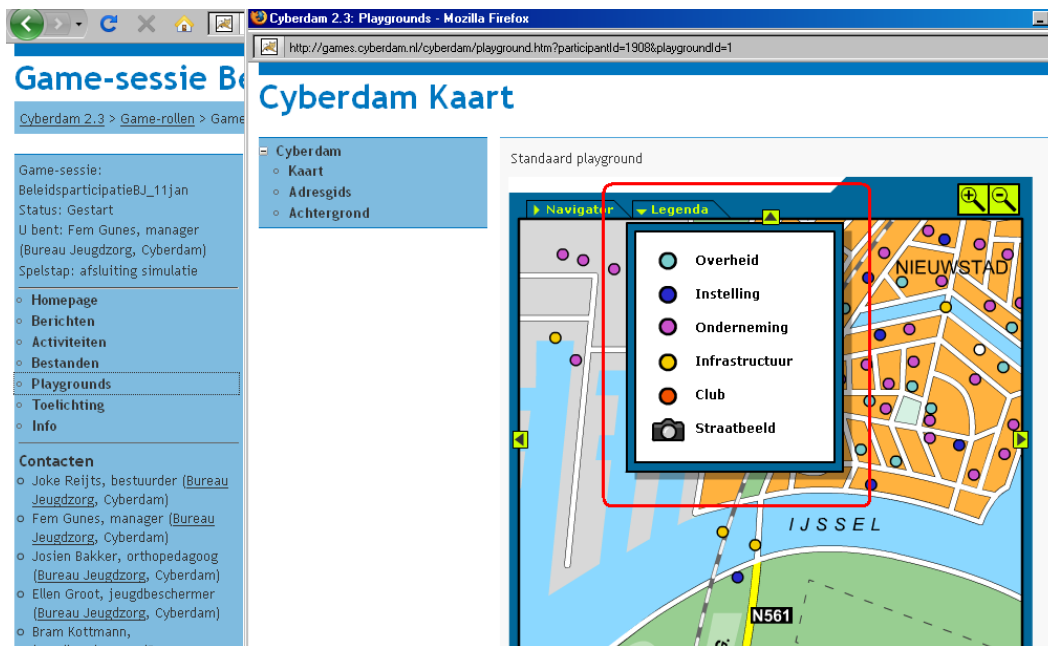 Game-sessie Be
Cyberdam 2.3 > Game-rollen > Game
Game-sessie:
BeleidsparticipatieBJ_11jan
Status: Gestart
U bent: Fem Gunes, manager
(Bureau Jeugdzorg, Cyberdam)
Spelstap: afsluiting simulatie
Homepage
Berichten
Activiteiten
Bestanden
Playgrounds
Toelichting
Info
Contacten
Joke Reijts, bestuurder (Bureau
Jeugdzorg, Cyberdam)
Fem Gunes, manager (Bureau
Jeugdzorg, Cyberdam)
Josien Bakker, orthopedagoog
(Bureau Jeugdzorg, Cyberdam)
Ellen Groot, jeugdbeschermer
(Bureau Jeugdzorg, Cyberdam)
Bram Kottmann,
Cyberdam 2.3: Playgrounds - Mozilla Firefox
http://games.cyberdam.nl/cyberdam/playground.htm?participantId=1908&playgroundId=1
Cyberdam Kaart
Cyberdam
Kaart
Adresgids
Achtergrond
Standaard playground
Navigator
Legenda
Overheid
Instelling
Onderneming
Infrastructuur
Club
Straatbeeld
NIEUWSTAD
IJSSEL
N561